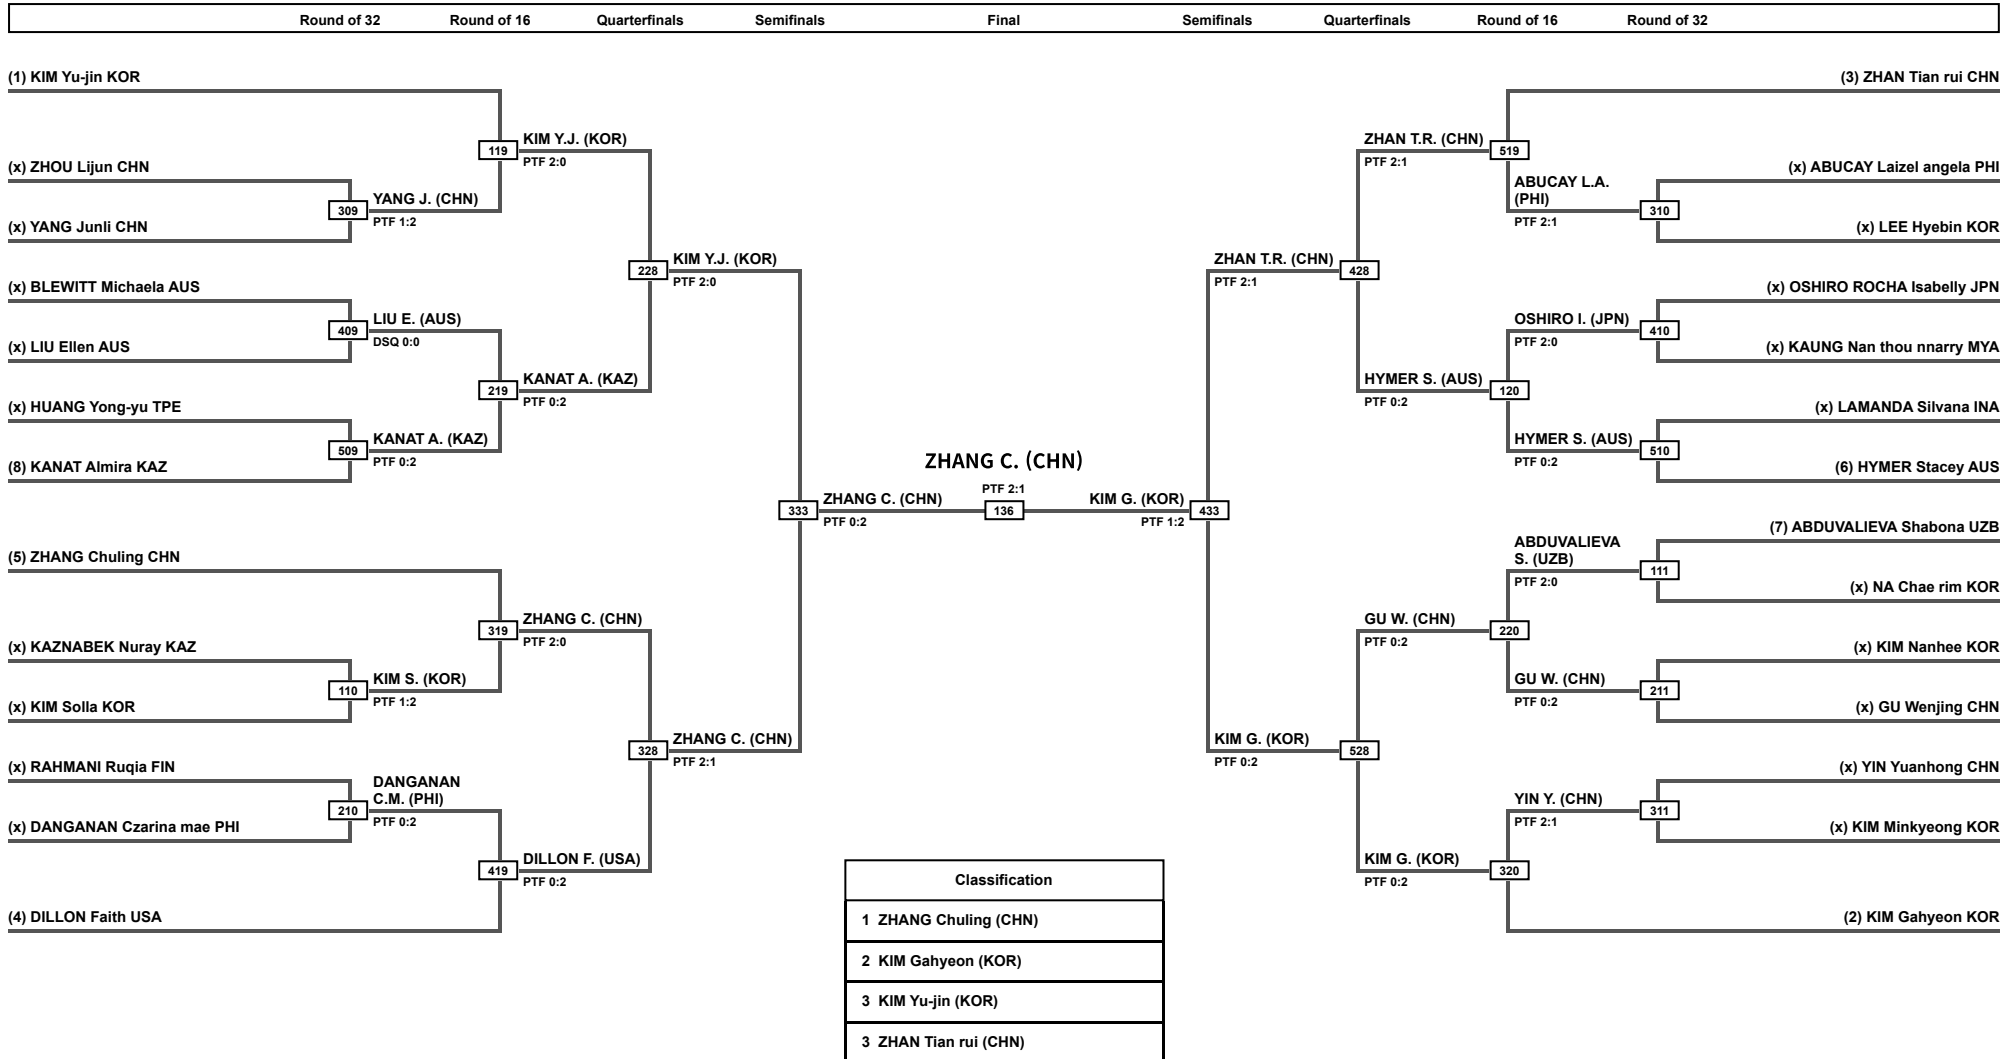 Round of 32 Round of 16 Quarterfinals Semifinals Final Semifinals Quarterfinals Round of 16 Round of 32
(1) KIM Yu-jin KOR
(x) ZHOU Lijun CHN
(x) YANG Junli CHN
(x) BLEWITT Michaela AUS
(x) LIU Ellen AUS
(x) HUANG Yong-yu TPE
(8) KANAT Almira KAZ
(5) ZHANG Chuling CHN
(x) KAZNABEK Nuray KAZ
(x) KIM Solla KOR
(x) RAHMANI Ruqia FIN
(x) DANGANAN Czarina mae PHI
(4) DILLON Faith USA
309
YANG J. (CHN)
PTF 1:2
409
LIU E. (AUS)
DSQ 0:0
509
KANAT A. (KAZ)
PTF 0:2
110
KIM S. (KOR)
PTF 1:2
210
DANGANAN
C.M. (PHI)
PTF 0:2
119
KIM Y.J. (KOR)
PTF 2:0
219
KANAT A. (KAZ)
PTF 0:2
319
ZHANG C. (CHN)
PTF 2:0
419
DILLON F. (USA)
PTF 0:2
228
KIM Y.J. (KOR)
PTF 2:0
328
ZHANG C. (CHN)
PTF 2:1
333
ZHANG C. (CHN)
PTF 0:2
ZHANG C. (CHN)
PTF 2:1
136
KIM G. (KOR)
PTF 1:2
433
ZHAN T.R. (CHN)
PTF 2:1
428
KIM G. (KOR)
PTF 0:2
528
ZHAN T.R. (CHN)
PTF 2:1
519
HYMER S. (AUS)
PTF 0:2
120
GU W. (CHN)
PTF 0:2
220
KIM G. (KOR)
PTF 0:2
320
ABUCAY L.A.
(PHI)
PTF 2:1
310
OSHIRO I. (JPN)
PTF 2:0
410
HYMER S. (AUS)
PTF 0:2
510
ABDUVALIEVA
S. (UZB)
PTF 2:0
111
GU W. (CHN)
PTF 0:2
211
YIN Y. (CHN)
PTF 2:1
311
(3) ZHAN Tian rui CHN
(x) ABUCAY Laizel angela PHI
(x) LEE Hyebin KOR
(x) OSHIRO ROCHA Isabelly JPN
(x) KAUNG Nan thou nnarry MYA
(x) LAMANDA Silvana INA
(6) HYMER Stacey AUS
(7) ABDUVALIEVA Shabona UZB
(x) NA Chae rim KOR
(x) KIM Nanhee KOR
(x) GU Wenjing CHN
(x) YIN Yuanhong CHN
(x) KIM Minkyeong KOR
(2) KIM Gahyeon KOR
Classification
1 ZHANG Chuling (CHN)
2 KIM Gahyeon (KOR)
3 KIM Yu-jin (KOR)
3 ZHAN Tian rui (CHN)